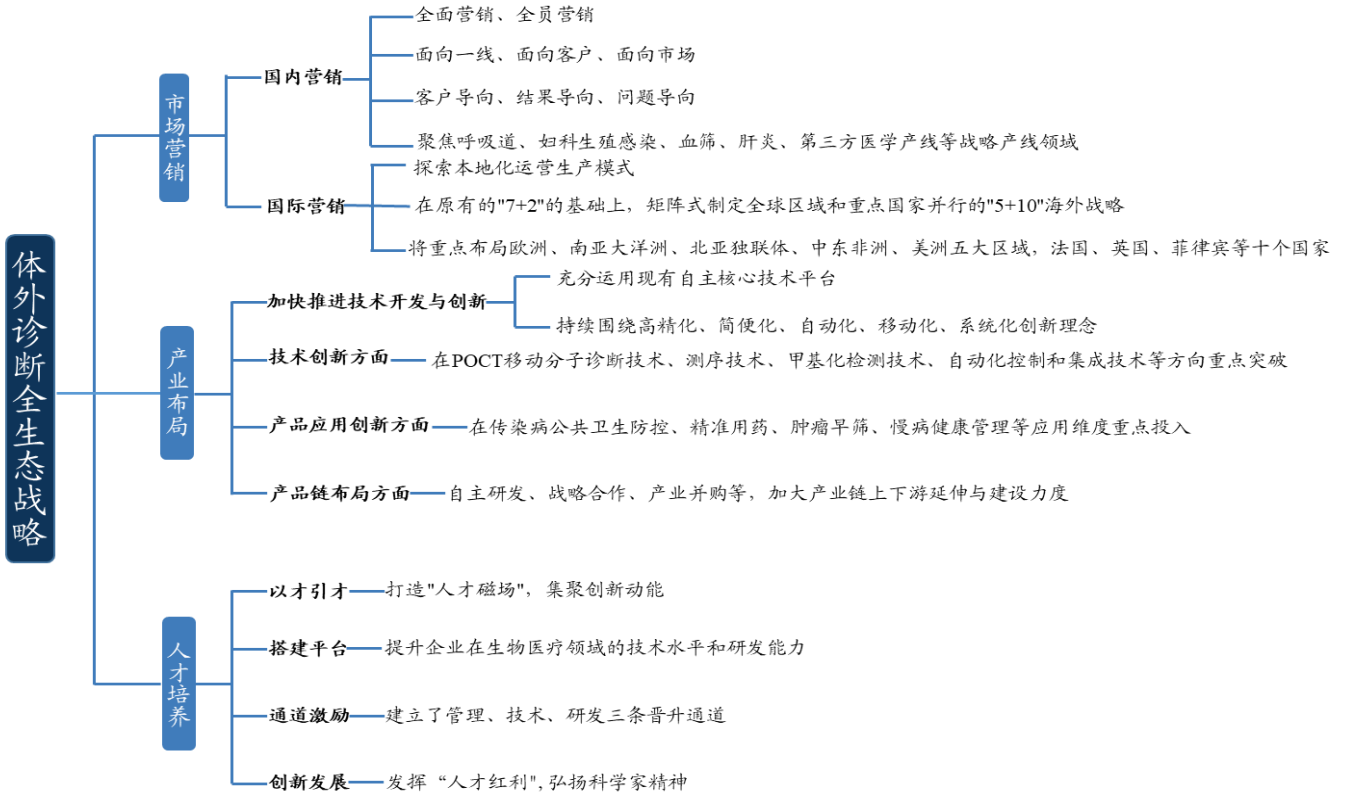 体外诊断全生态战略
市场营销
国内营销
全面营销、全员营销
面向一线、面向客户、面向市场
客户导向、结果导向、问题导向
聚焦呼吸道、妇科生殖感染、血筛、肝炎、第三方医学产线等战略产线领域
国际营销
探索本地化运营生产模式
在原有的"7+2"的基础上，矩阵式制定全球区域和重点国家并行的"5+10"海外战略
将重点布局欧洲、南亚大洋洲、北亚独联体、中东非洲、美洲五大区域，法国、英国、菲律宾等十个国家
产业布局
加快推进技术开发与创新
充分运用现有自主核心技术平台
持续围绕高精化、简便化、自动化、移动化、系统化创新理念
技术创新方面
在POCT移动分子诊断技术、测序技术、甲基化检测技术、自动化控制和集成技术等方向重点突破
产品应用创新方面
在传染病公共卫生防控、精准用药、肿瘤早筛、慢病健康管理等应用维度重点投入
产品链布局方面
自主研发、战略合作、产业并购等，加大产业链上下游延伸与建设力度
人才培养
以才引才
打造"人才磁场"，集聚创新动能
搭建平台
提升企业在生物医疗领域的技术水平和研发能力
通道激励
建立了管理、技术、研发三条晋升通道
创新发展
发挥“人才红利",弘扬科学家精神